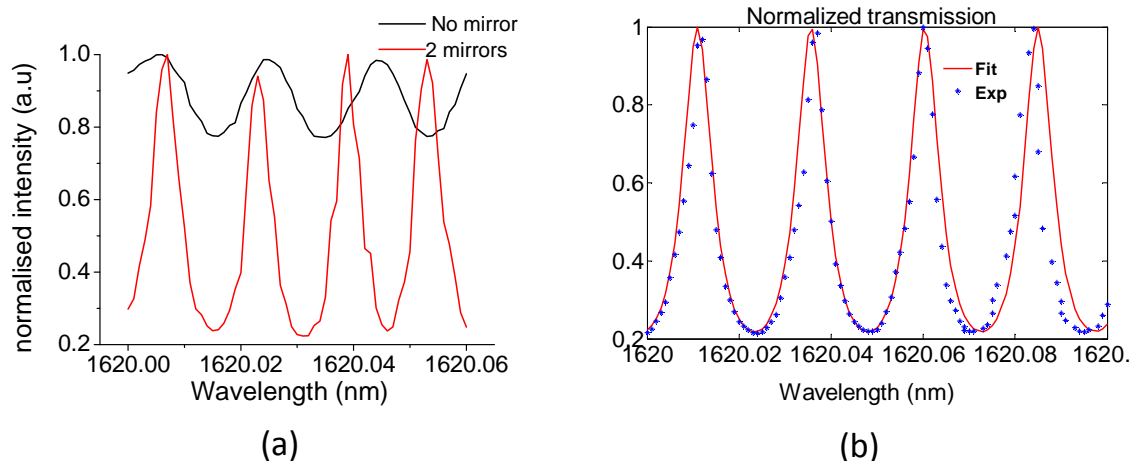 No mirror
2 mirrors
normalised intensity (a.u)
1.0
0.8
0.6
0.4
0.2
1620.00 1620.02 1620.04 1620.06
Wavelength (nm)
(a)
Normalized transmission
Fit
Exp
1
0.8
0.6
0.4
0.2
1620 1620.02 1620.04 1620.06 1620.08 1620.
Wavelength (nm)
(b)